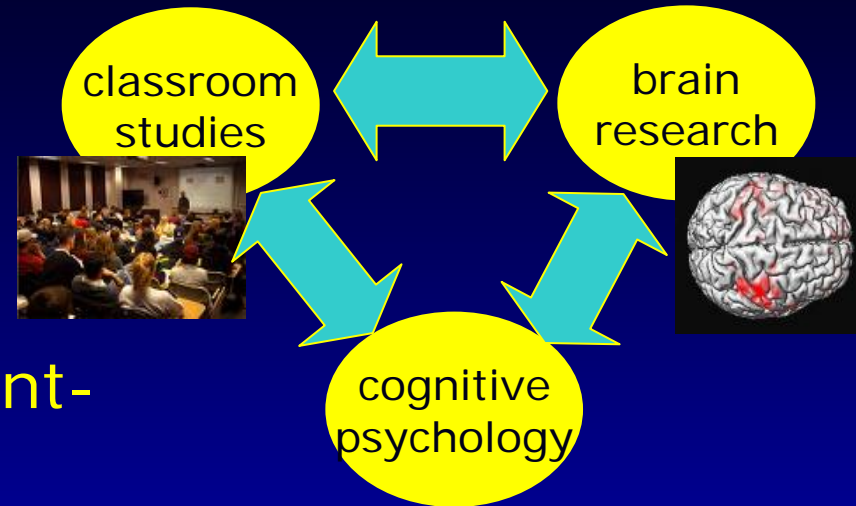 classroom
studies
brain
research
nt-
cognitive
psychology